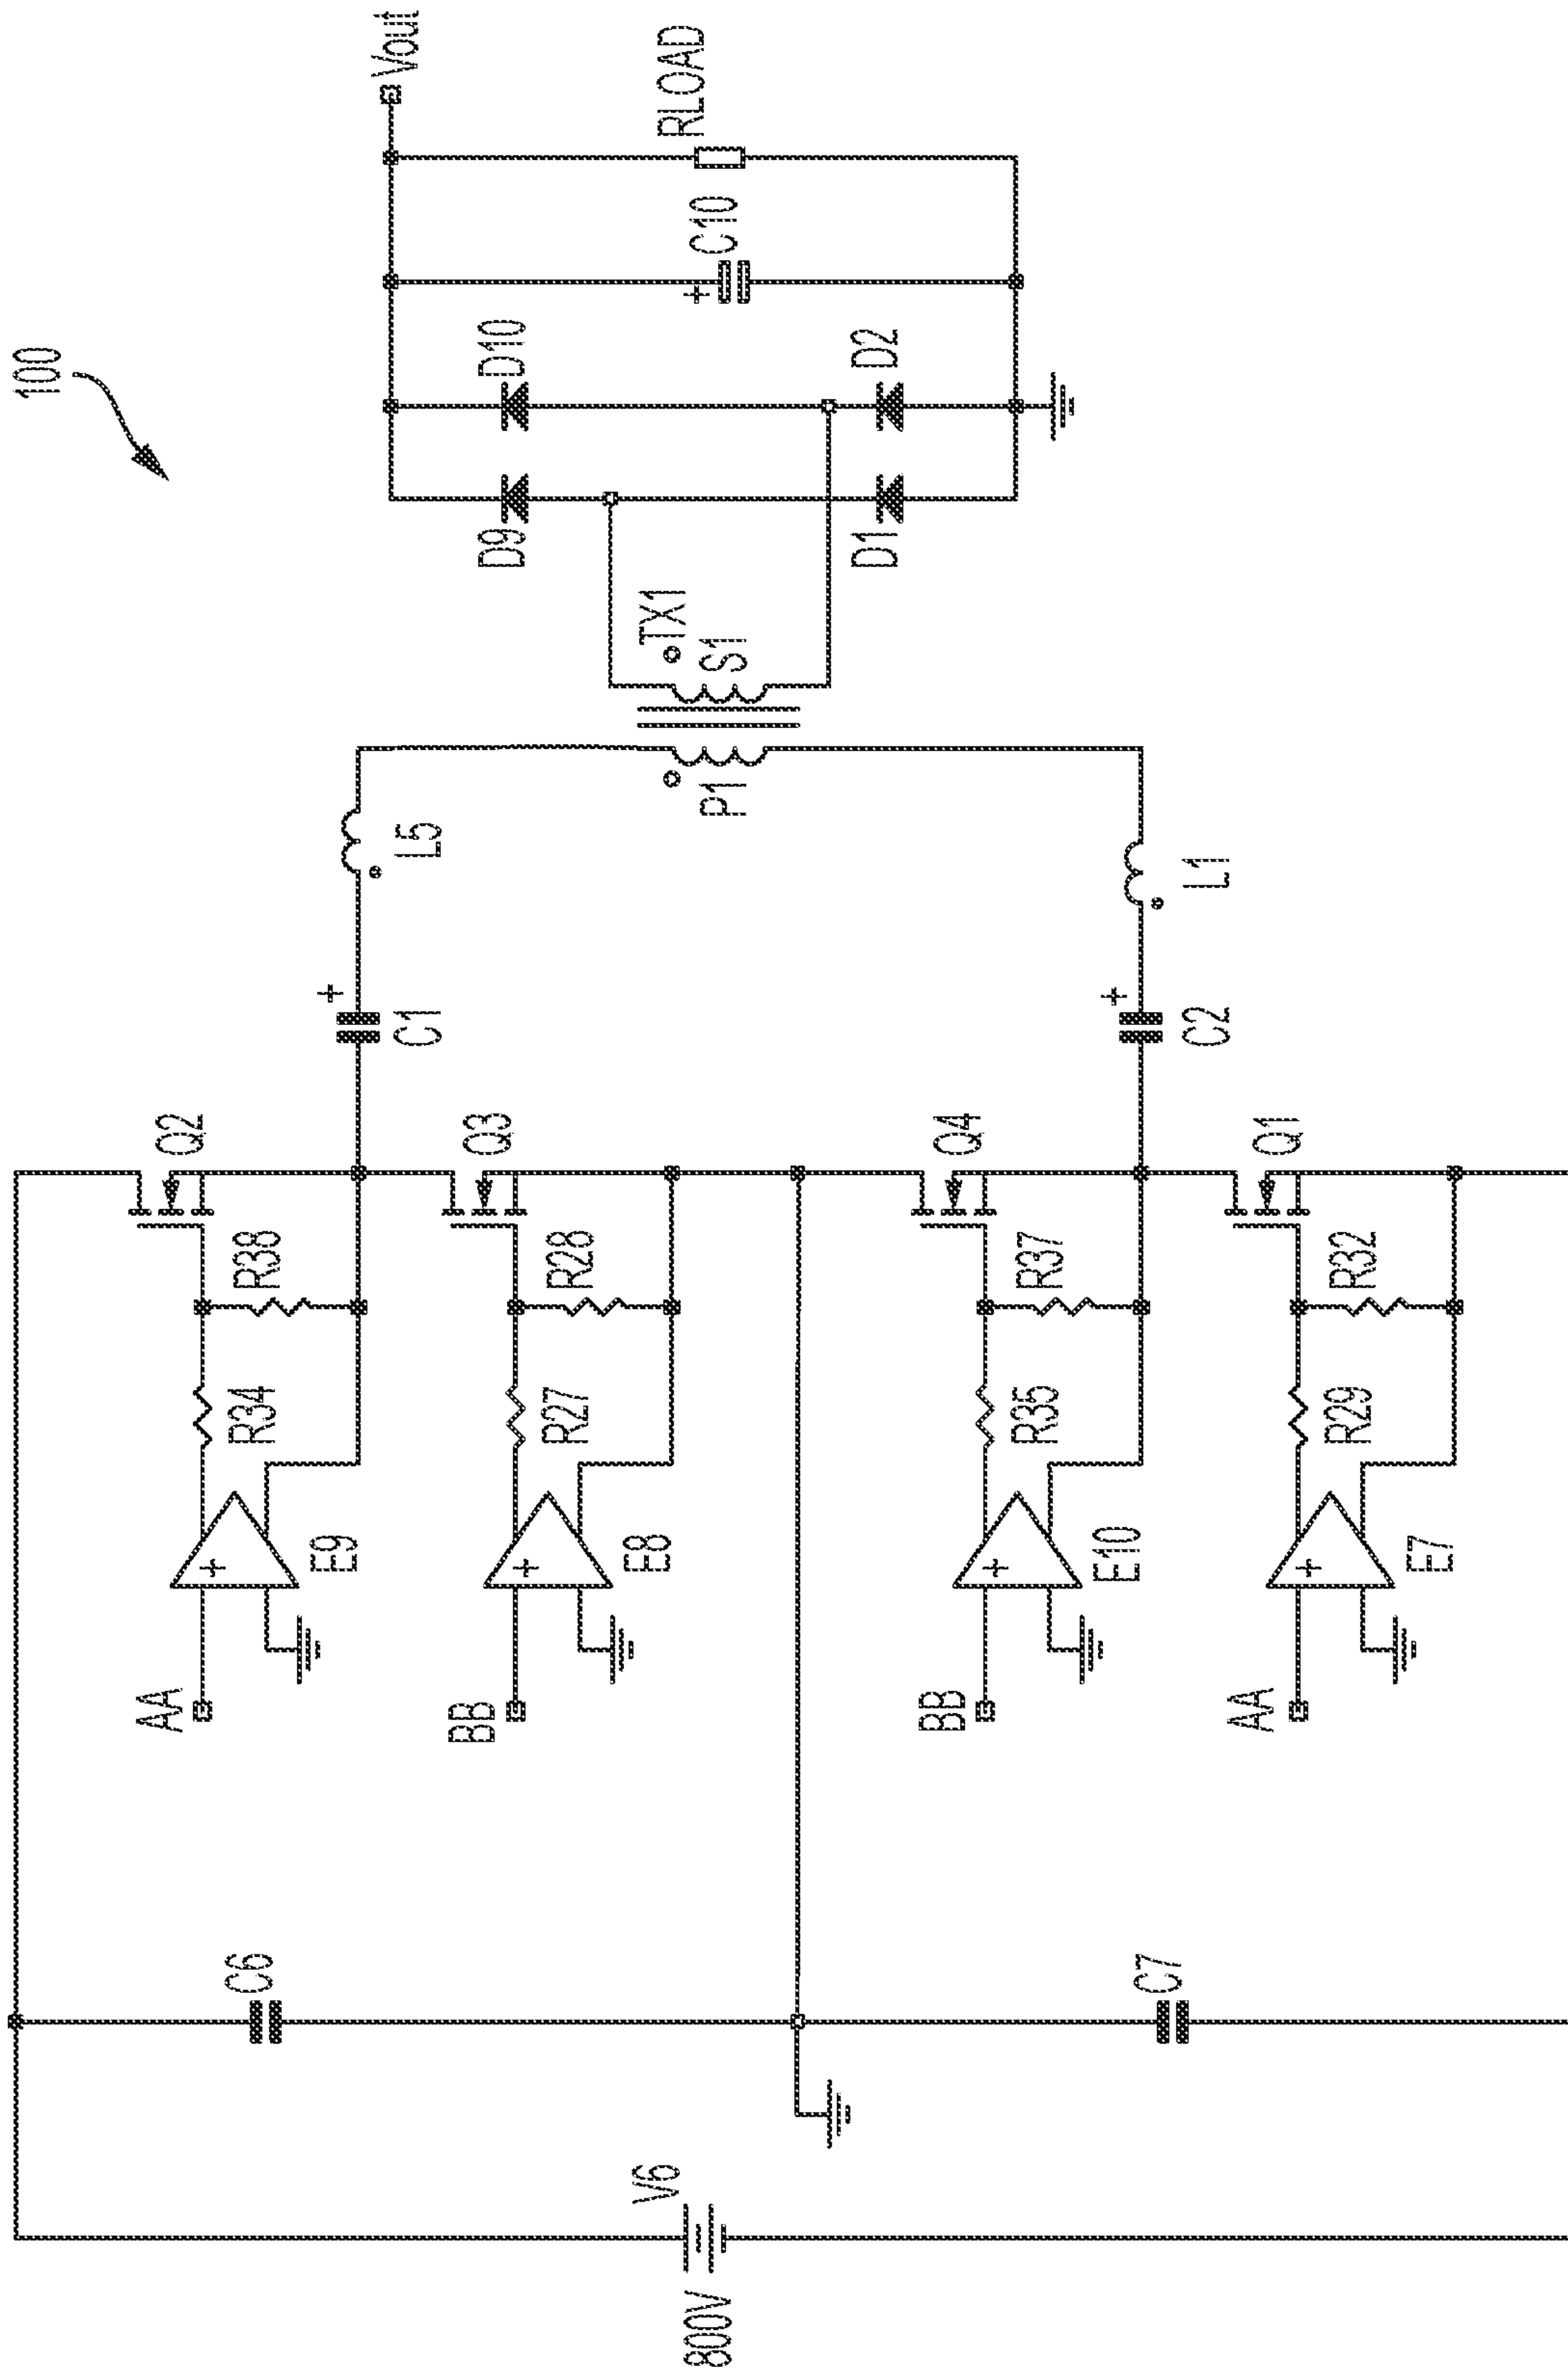 100
Vout
RLOAD
C10
+
D10
D2
D9
D1
TX1
S1
P1
L5
L1
+
C1
+
C2
Q2
Q3
Q4
Q1
R38
R28
R37
R32
R34
R27
R35
R29
+
E9
+
E8
+
E10
+
E7
AA
BB
BB
AA
C6
C7
V6
800V